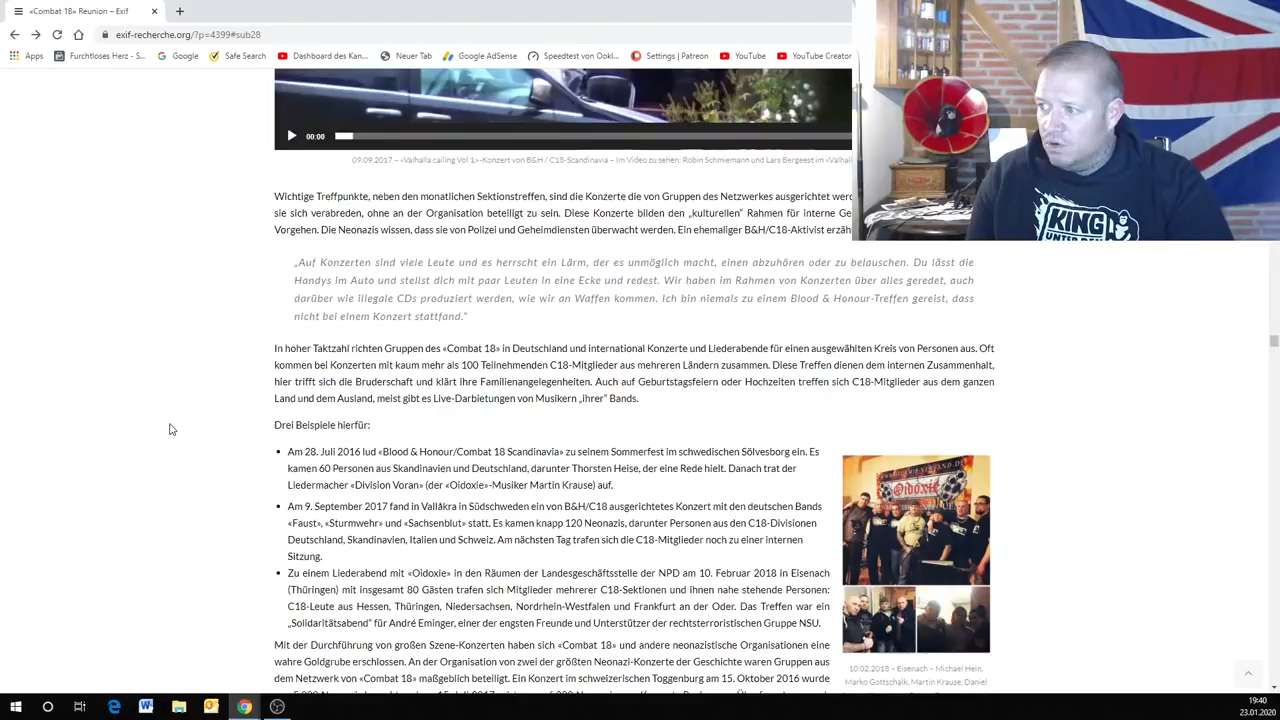 «Combat 18» Reunion – Exif
exif-recherche.org/?p=4399#sub28
Apps
Furchtloses Herz - S...
Google
Safe Search
Dashboard des Kan...
Neuer Tab
Google AdSense
Speedtest von Ookl...
Settings | Patreon
YouTube
YouTube Creator
KING
00:00
09.09.2017 – «Valhalla calling Vol 1.»-Konzert von B&H / C18-Scandinavia – Im Video zu sehen: Robin Schmiemann und Lars Bergeest im
Wichtige Treffpunkte, neben den monatlichen Sektionstreffen, sind die Konzerte die von Gruppen des Netzwerkes ausgerichtet
sie sich verabreden, ohne an der Organisation beteiligt zu sein. Diese Konzerte bilden den „kulturellen“ Rahmen für interne
Vorgehen. Die Neonazis wissen, dass sie von Polizei und Geheimdiensten überwacht werden. Ein ehemaliger B&H/C18-Aktivist
„Auf Konzerten sind viele Leute und es herrscht ein Lärm, der es unmöglich macht, einen abzuhören oder zu belauschen. Du lässt die
Handys im Auto und stellst dich mit paar Leuten in eine Ecke und redest. Wir haben im Rahmen von Konzerten über alles geredet, auch
darüber wie illegale CDs produziert werden, wie wir an Waffen kommen. Ich bin niemals zu einem Blood & Honour-Treffen gereist, dass
nicht bei einem Konzert stattfand.“
In hoher Taktzahl richten Gruppen des «Combat 18» in Deutschland und international Konzerte und Liederabende für einen ausgewählten Kreis von Personen aus. Oft
kommen bei Konzerten mit kaum mehr als 100 Teilnehmenden C18-Mitglieder aus mehreren Ländern zusammen. Diese Treffen dienen dem internen Zusammenhalt,
hier trifft sich die Bruderschaft und klärt ihre Familienangelegenheiten. Auch auf Geburtstagsfeiern oder Hochzeiten treffen sich C18-Mitglieder aus dem ganzen
Land und dem Ausland, meist gibt es Live-Darbietungen von Musikern „ihrer“ Bands.
Drei Beispiele hierfür:
Am 28. Juli 2016 lud «Blood & Honour/Combat 18 Scandinavia» zu seinem Sommerfest im schwedischen Sölvesborg ein. Es
kamen 60 Personen aus Skandinavien und Deutschland, darunter Thorsten Heise, der eine Rede hielt. Danach trat der
Liedermacher «Division Voran» (der «Oidoxie»-Musiker Martin Krause) auf.
Am 9. September 2017 fand in Vallåkra in Südschweden ein von B&H/C18 ausgerichtetes Konzert mit den deutschen Bands
«Faust», «Sturmwehr» und «Sachsenblut» statt. Es kamen knapp 120 Neonazis, darunter Personen aus den C18-Divisionen
Deutschland, Skandinavien, Italien und Schweiz. Am nächsten Tag trafen sich die C18-Mitglieder noch zu einer internen
Sitzung.
Zu einem Liederabend mit «Oidoxie» in den Räumen der Landesgeschäftsstelle der NPD am 10. Februar 2018 in Eisenach
(Thüringen) mit insgesamt 80 Gästen trafen sich Mitglieder mehrerer C18-Sektionen und ihnen nahe stehende Personen:
C18-Leute aus Hessen, Thüringen, Niedersachsen, Nordrhein-Westfalen und Frankfurt an der Oder. Das Treffen war ein
„Solidaritätsabend“ für André Eminger, einer der engsten Freunde und Unterstützer der rechtsterroristischen Gruppe NSU.
Oidoxie
10.02.2018 – Eisenach – Michael Hein,
Marko Gottschalk, Martin Krause, Daniel
Mit der Durchführung von großen Szene-Konzerten haben sich «Combat 18» und andere neonazistische Organisationen eine
wahre Goldgrube erschlossen. An der Organisation von zwei der größten Neonazi-Konzerte der Geschichte waren Gruppen aus
dem Netzwerk von «Combat 18» maßgeblich beteiligt. Ein Konzert im schweizerischen Toggenburg am 15. Oktober 2016 wurde
19:40
23.01.2020